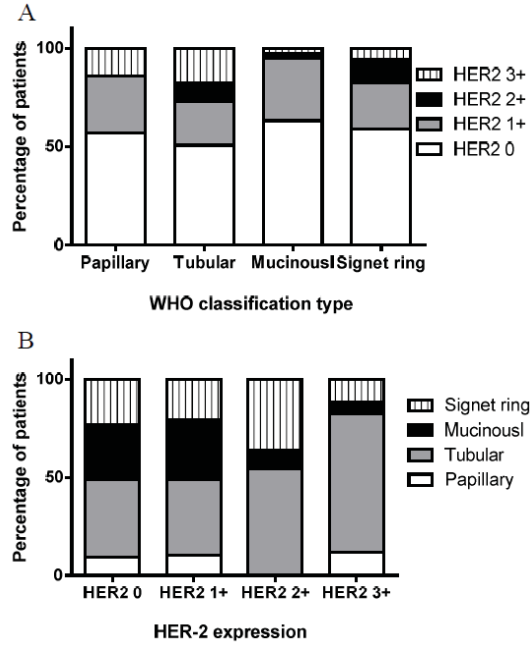 A
Percentage of patients
100
50
0
HER2 3+
HER2 2+
HER2 1+
HER2 0
Papillary Tubular Mucinousl Signet ring
WHO classification type
B
Percentage of patients
100
50
0
Signet ring
Mucinousl
Tubular
Papillary
HER2 0 HER2 1+ HER2 2+ HER2 3+
HER-2 expression